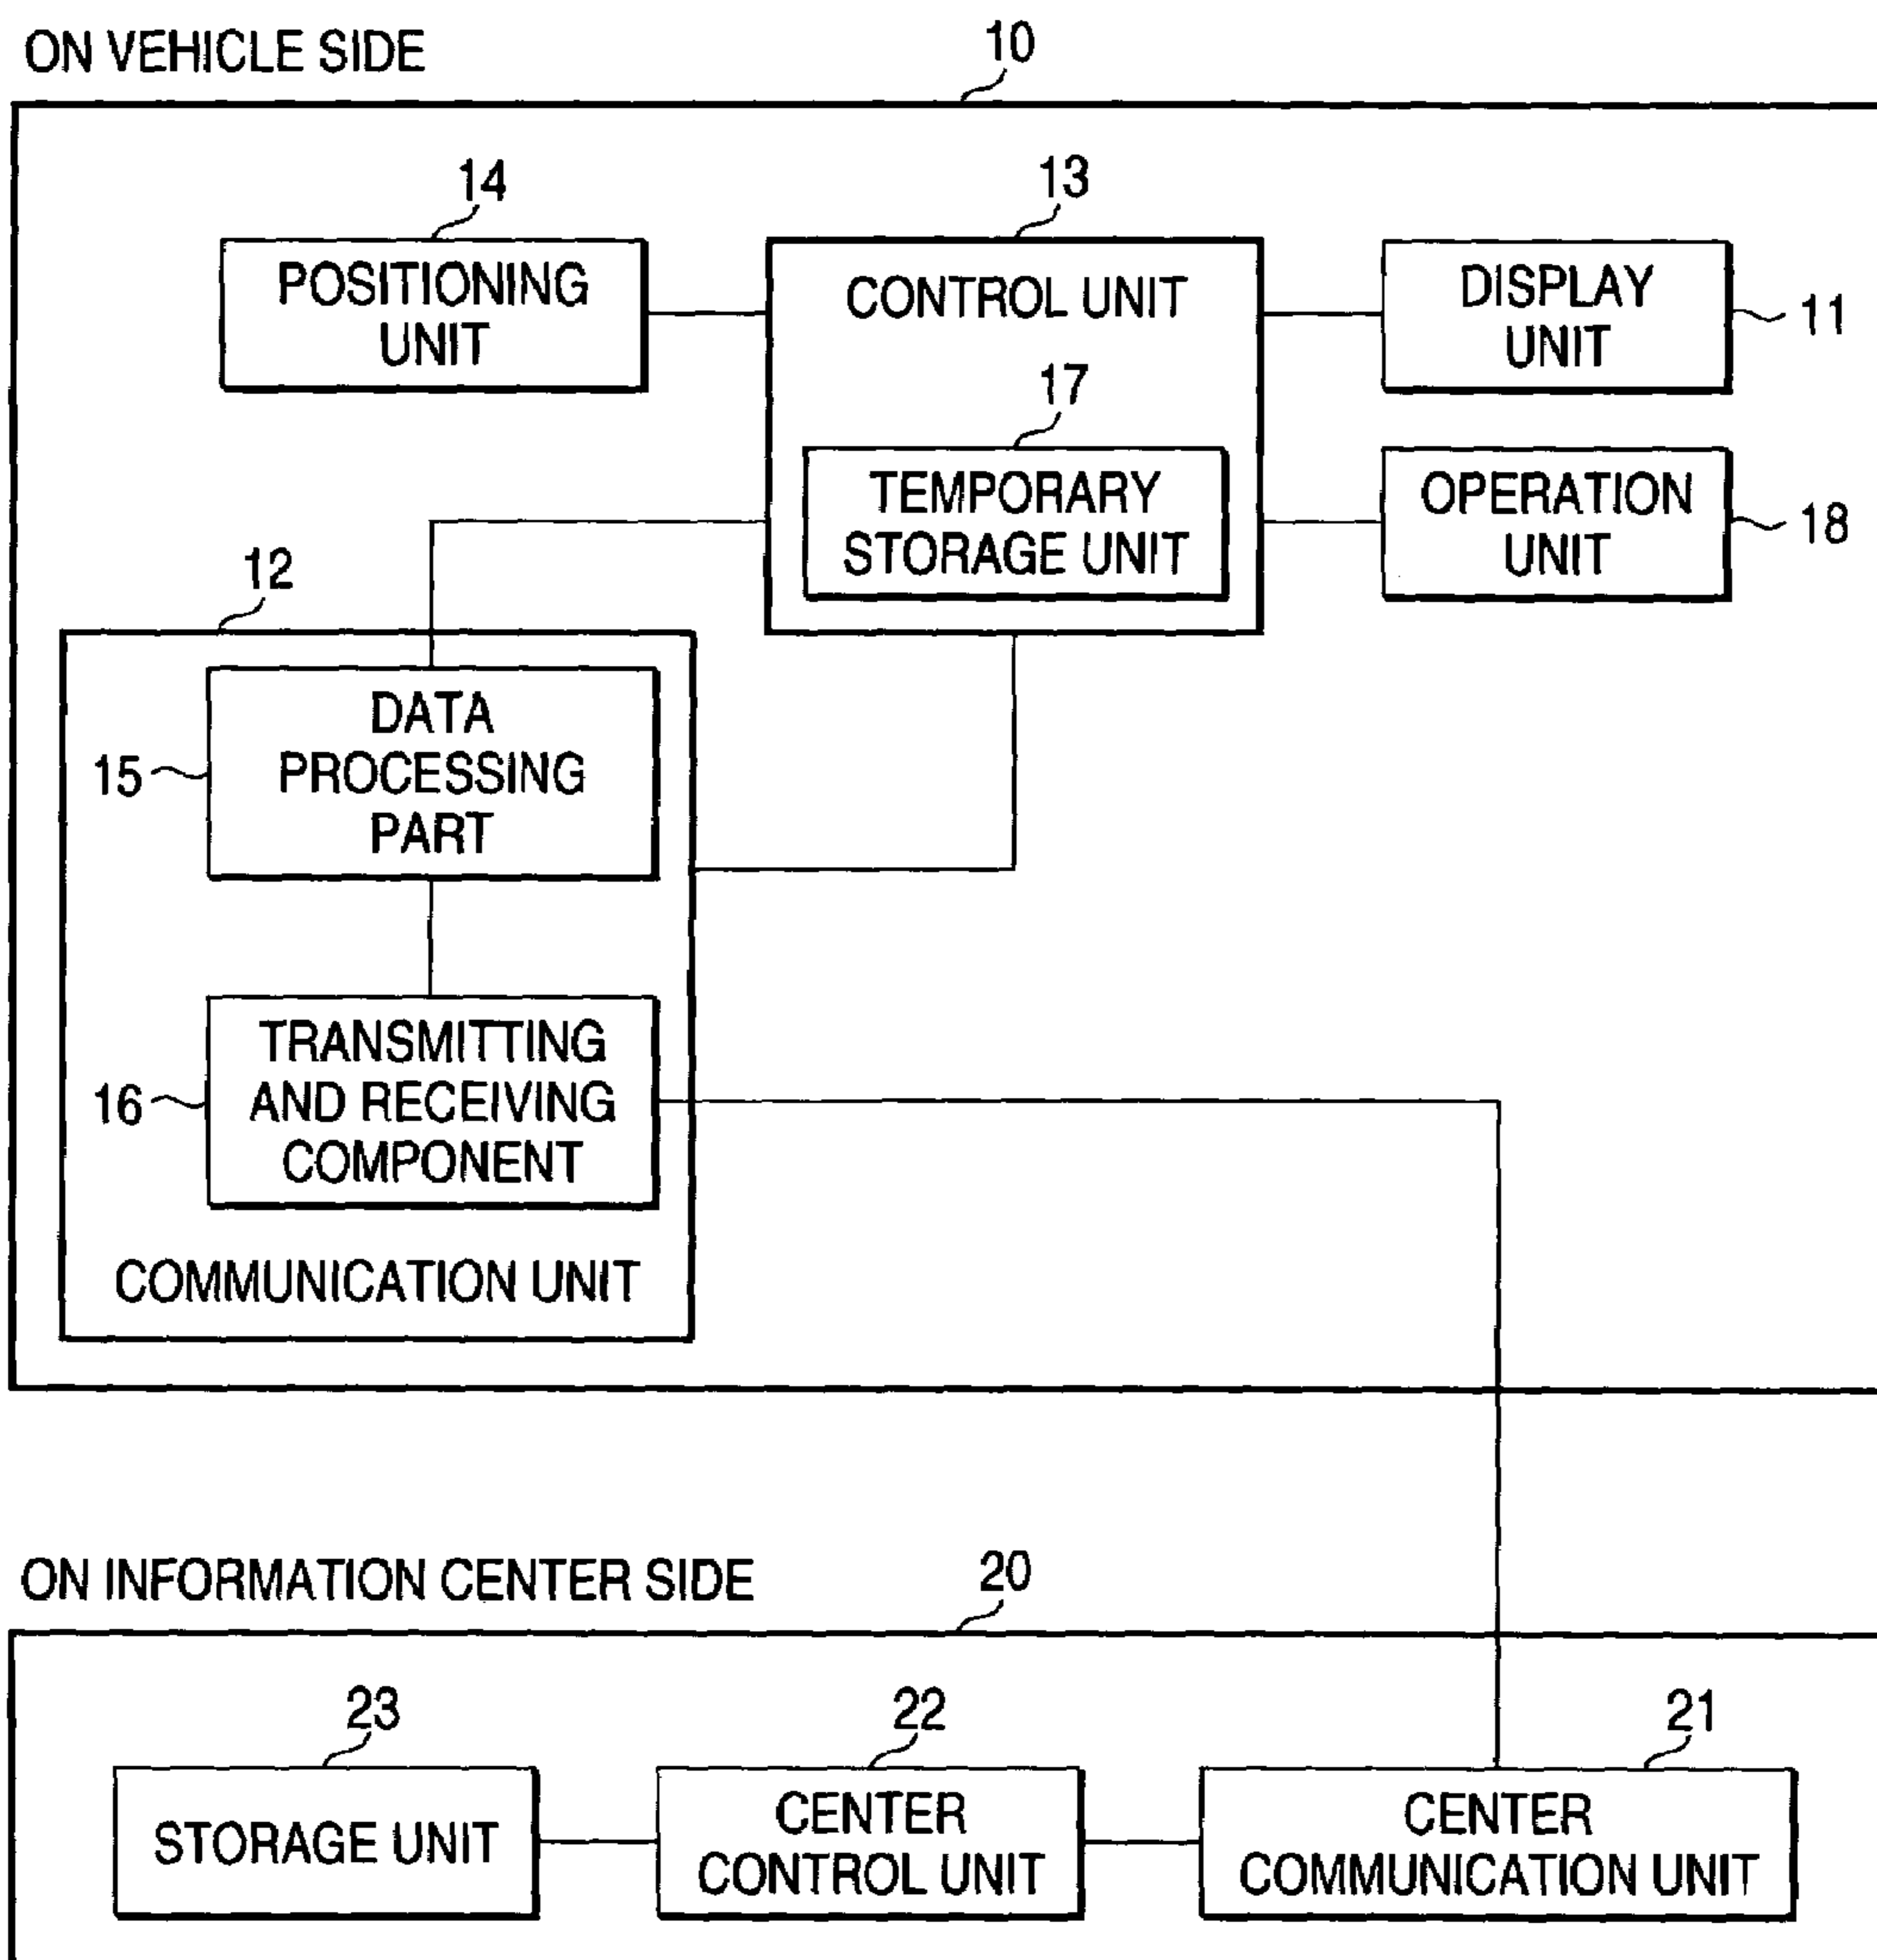 ON VEHICLE SIDE
10
14
13
POSITIONING
UNIT
CONTROL UNIT
DISPLAY
UNIT
11
17
TEMPORARY
STORAGE UNIT
OPERATION
UNIT
18
12
DATA
PROCESSING
PART
15
TRANSMITTING
AND RECEIVING
COMPONENT
16
COMMUNICATION UNIT
ON INFORMATION CENTER SIDE
20
23
22
21
STORAGE UNIT
CENTER
CONTROL UNIT
CENTER
COMMUNICATION UNIT